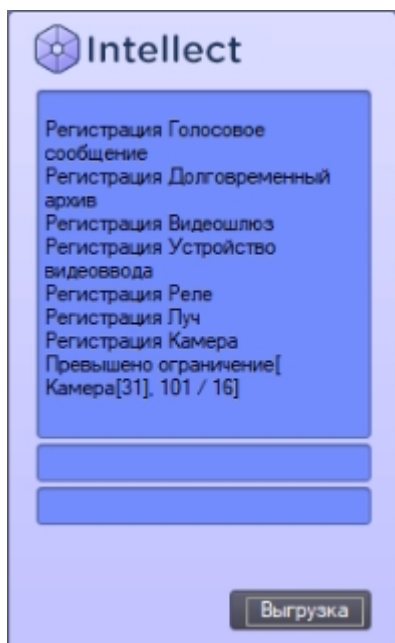 Intellect
Регистрация Голосовое
сообщение
Регистрация Долговременный
архив
Регистрация Видеошлюз
Регистрация Устройство
видеоввода
Регистрация Реле
Регистрация Луч
Регистрация Камера
Превышено ограничение[
Камера[31], 101 / 16]
Выгрузка